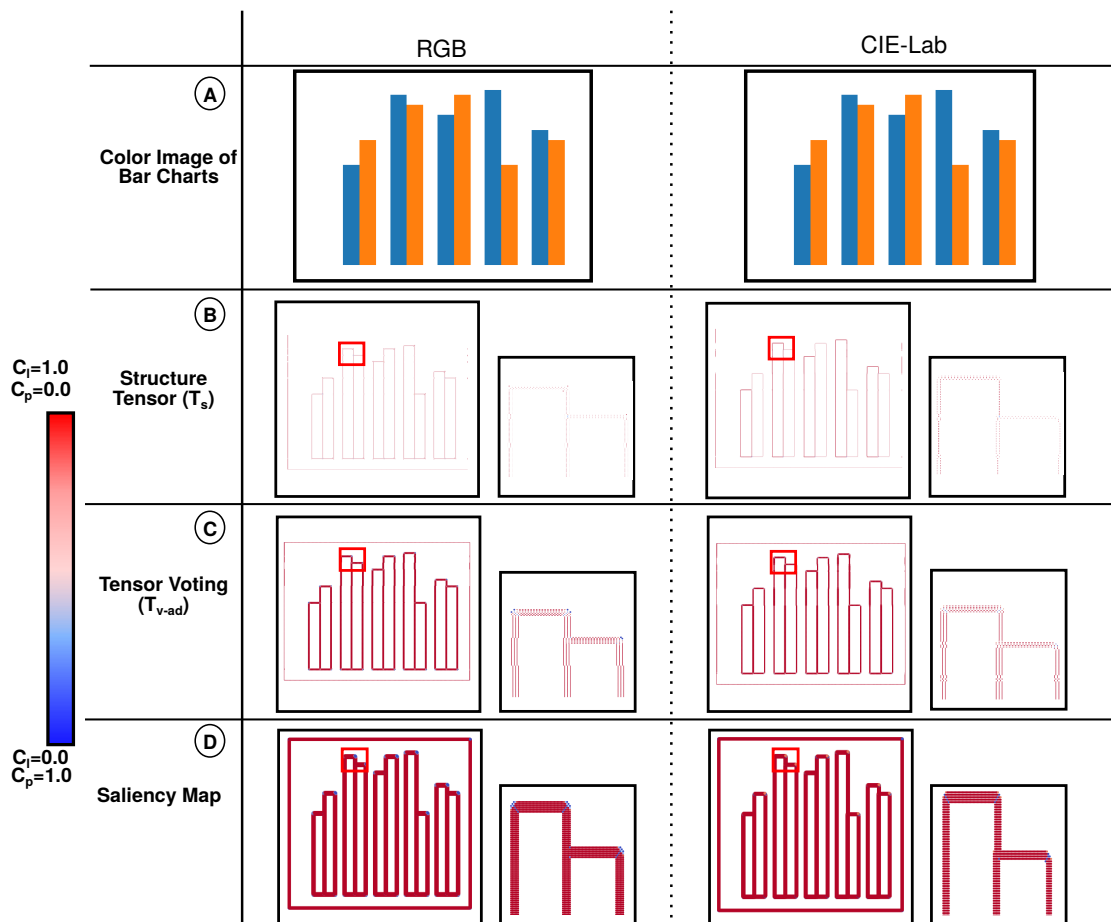 RGB
CIE-Lab
A
Color Image of
Bar Charts
B
Structure
Tensor (Tₛ)
Cₗ=1.0
Cₚ=0.0
C
Tensor Voting
(Tᵥ₋ad)
D
Cₗ=0.0
Cₚ=1.0
Saliency Map